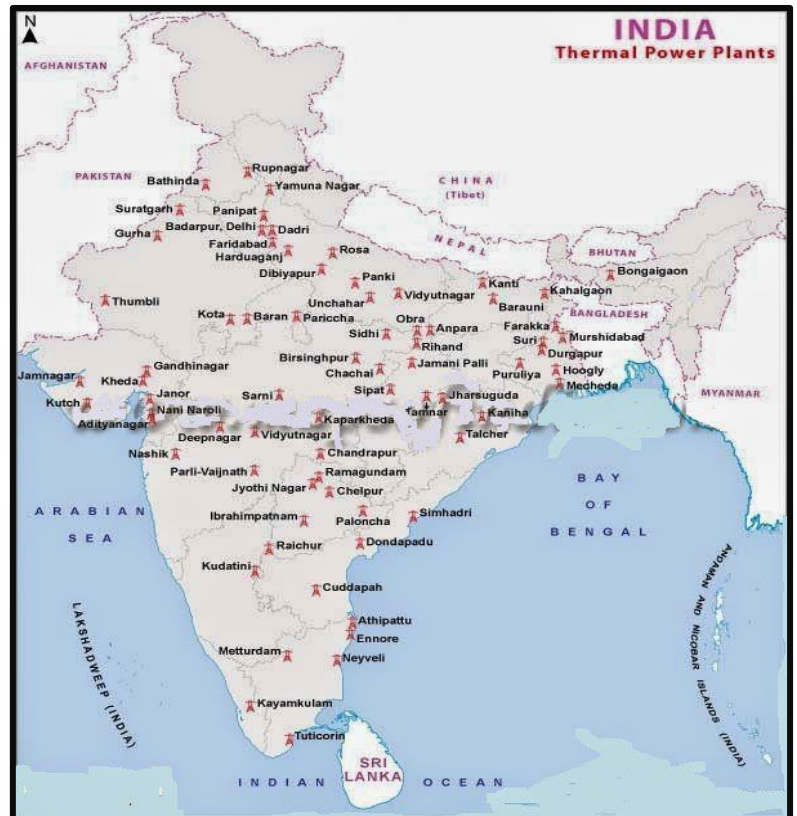 N
INDIA
Thermal Power Plants
AFGHANISTAN
PAKISTAN
CHINA
(Tibet)
NEPAL
BHUTAN
BANGLADESH
MYANMAR
Rupnagar
Bathinda
Yamuna Nagar
Suratgarh
Panipat
Gurha
Badarpur, Delhi
Dadri
Faridabad
Harduaganj
Rosa
Dibiyapur
Panki
Kanti
Bongaigaon
Thumbli
Unchahar
Vidyutnagar
Kahalgaon
Barauni
Kota
Baran
Pariccha
Obra
Anpara
Farakka
Sidhi
Murshidabad
Rihand
Suri
Durgapur
Birsinghpur
Jamani Palli
Gandhinagar
Chachai
Puruliya
Hoogly
Jamnagar
Kheda
Mecheda
Kutch
Janor
Sarni
Sipat
Jharsuguda
Nani Naroli
Tamnar
Adityanagar
Kaparkheda
Kaniha
Deepnagar
Vidyutnagar
Talcher
Nashik
Chandrapur
Parli-Vaijnath
Ramagundam
Jyothi Nagar
Chelpur
ARABIAN
SEA
BAY
OF
BENGAL
Ibrahimpatnam
Paloncha
Simhadri
Raichur
Dondapadu
Kudatini
Cuddapah
Athipattu
Ennore
Metturdam
Neyveli
LAKSHADWEEP (INDIA)
ANDAMAN AND NICOBAR ISLANDS (INDIA)
Kayamkulam
Tuticorin
SRI
LANKA
INDIAN OCEAN